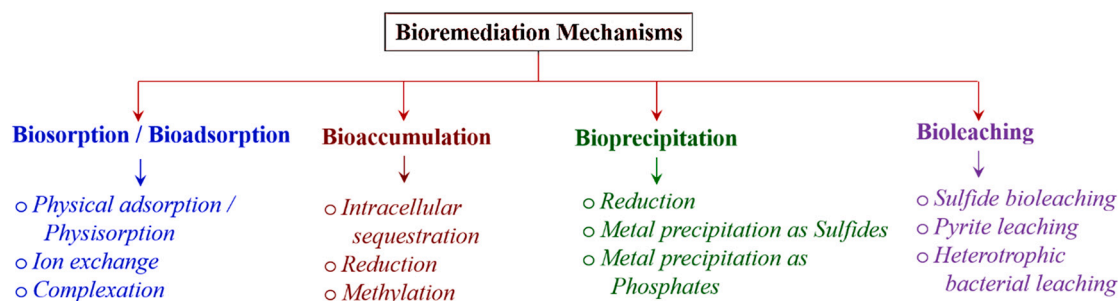 Bioremediation Mechanisms
Biosorption / Bioadsorption
○ Physical adsorption /
Physisorption
○ Ion exchange
○ Complexation
Bioaccumulation
○ Intracellular
sequestration
○ Reduction
○ Methylation
Bioprecipitation
○ Reduction
○ Metal precipitation as Sulfides
○ Metal precipitation as
Phosphates
Bioleaching
○ Sulfide bioleaching
○ Pyrite leaching
○ Heterotrophic
bacterial leaching